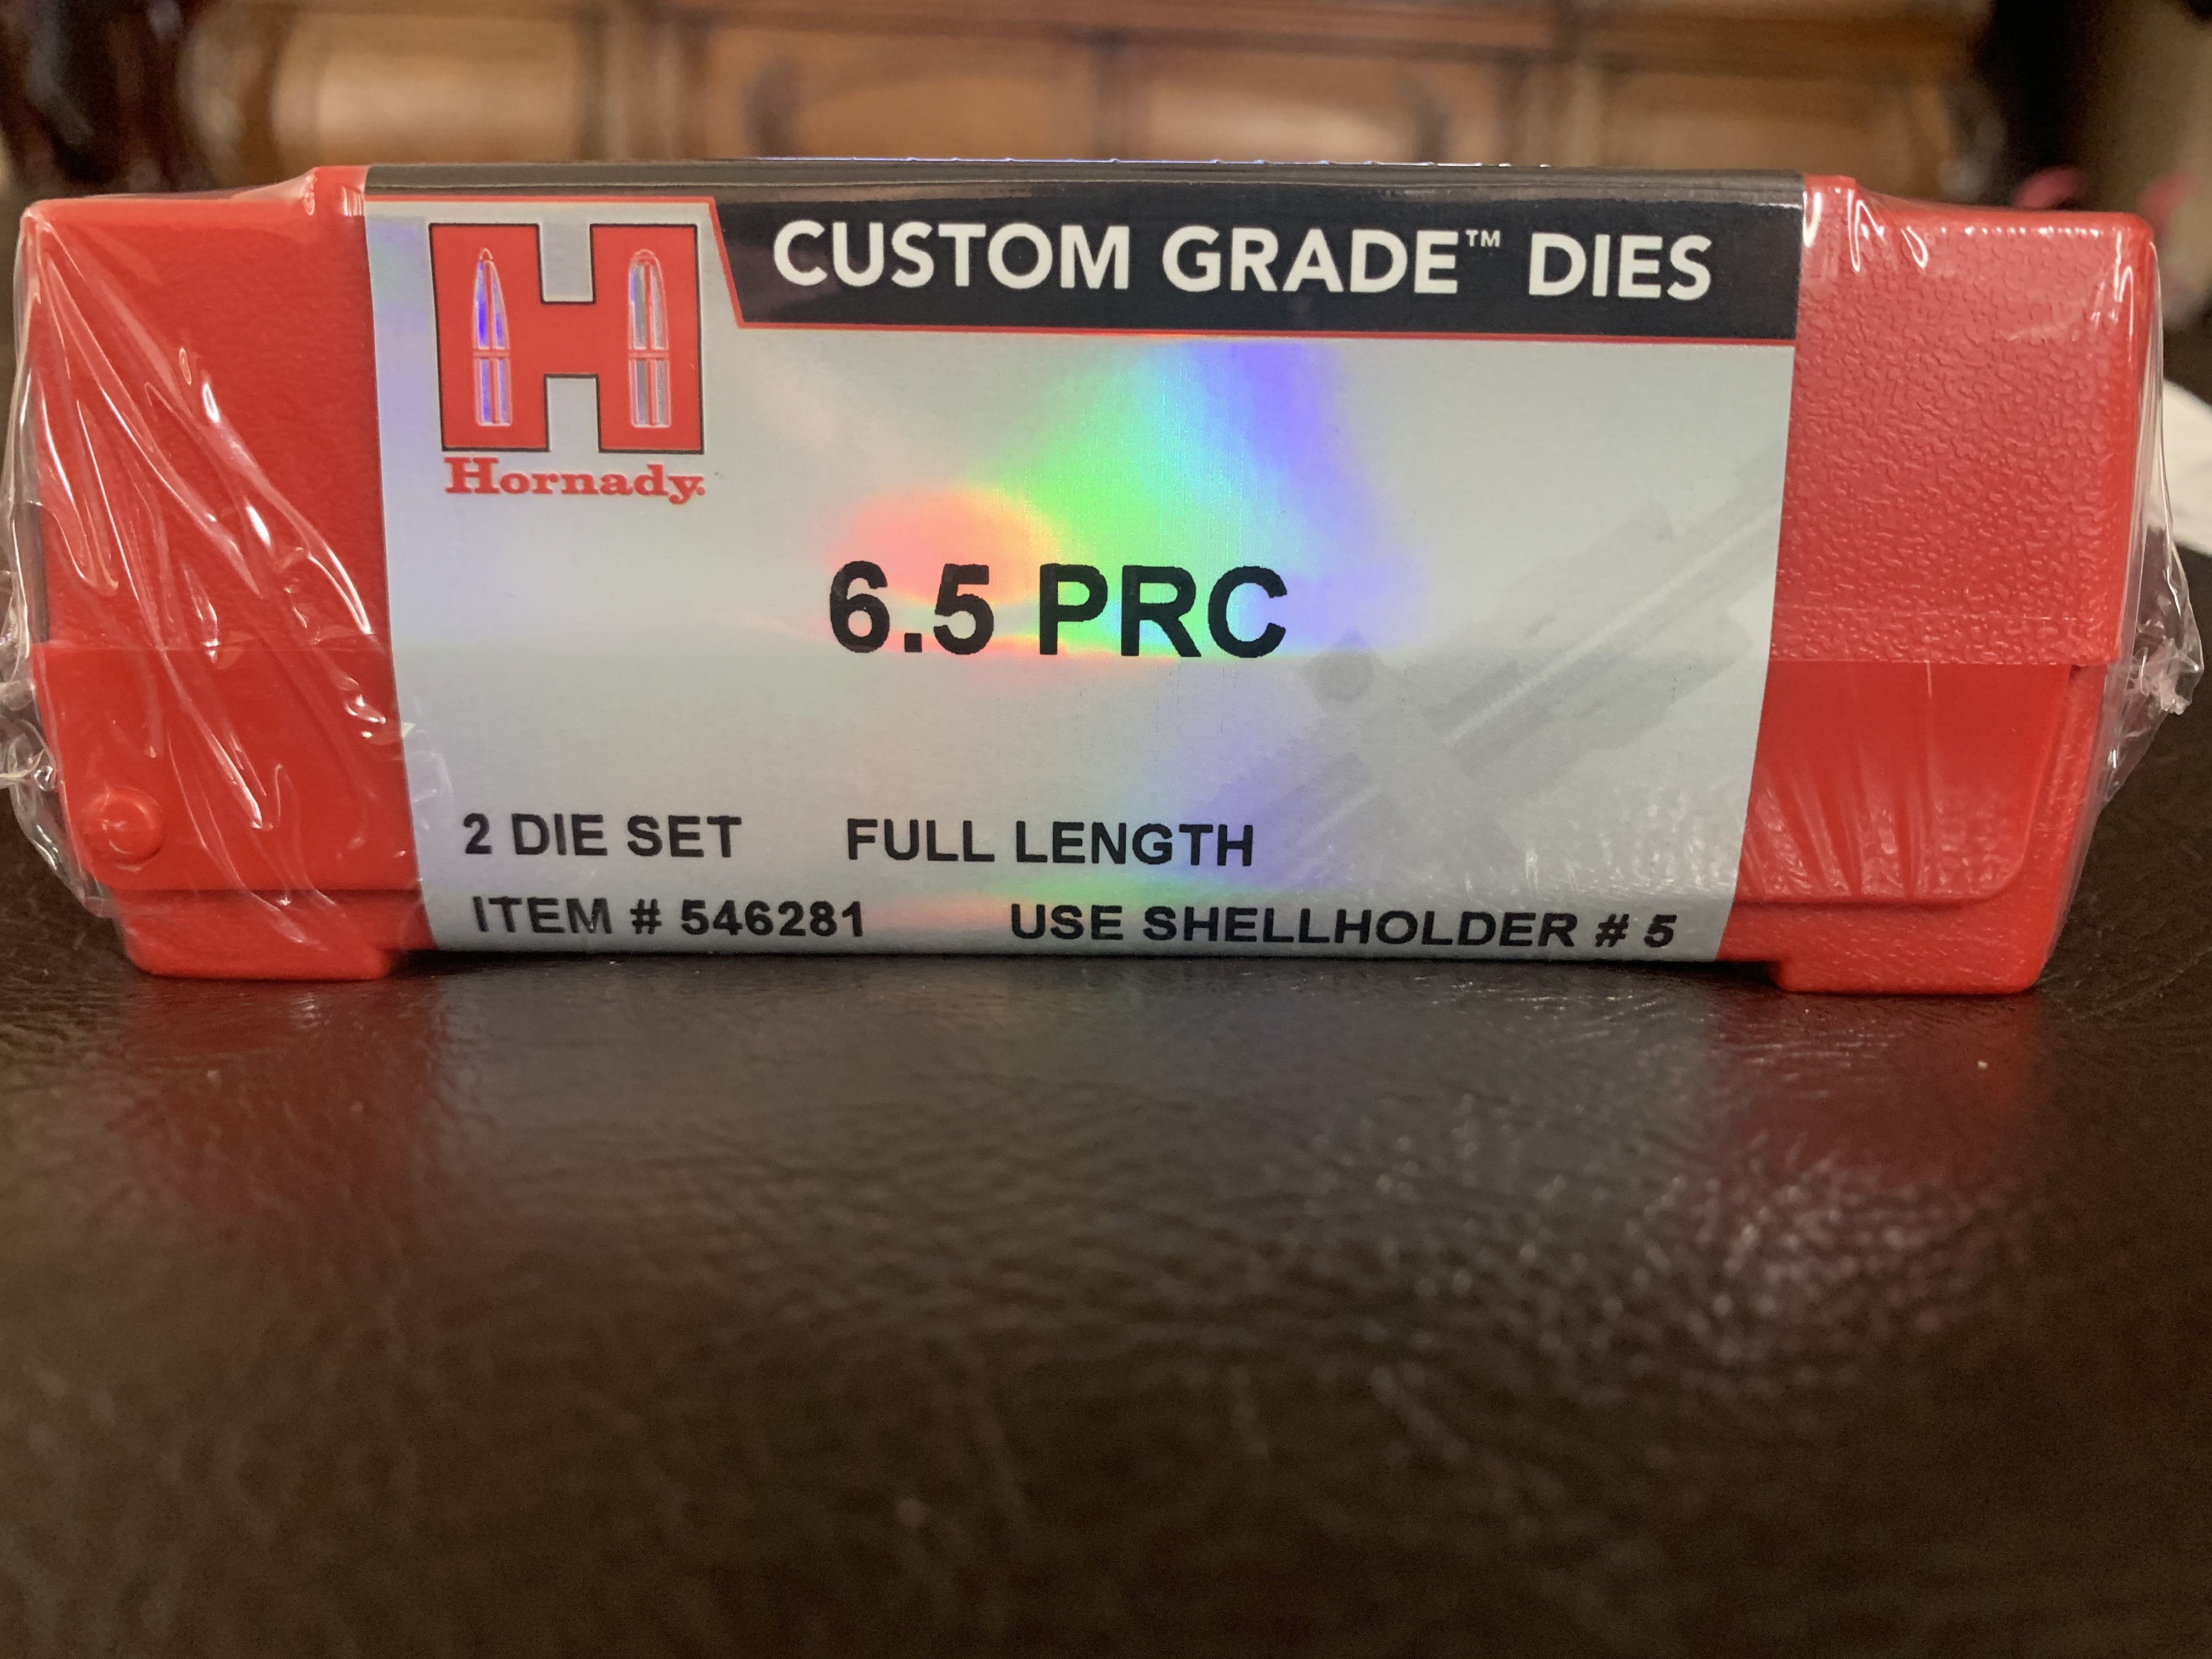 CUSTOM GRADE™ DIES
Hornady.
6.5 PRC
2 DIE SET FULL LENGTH
ITEM # 546281 USE SHELLHOLDER # 5